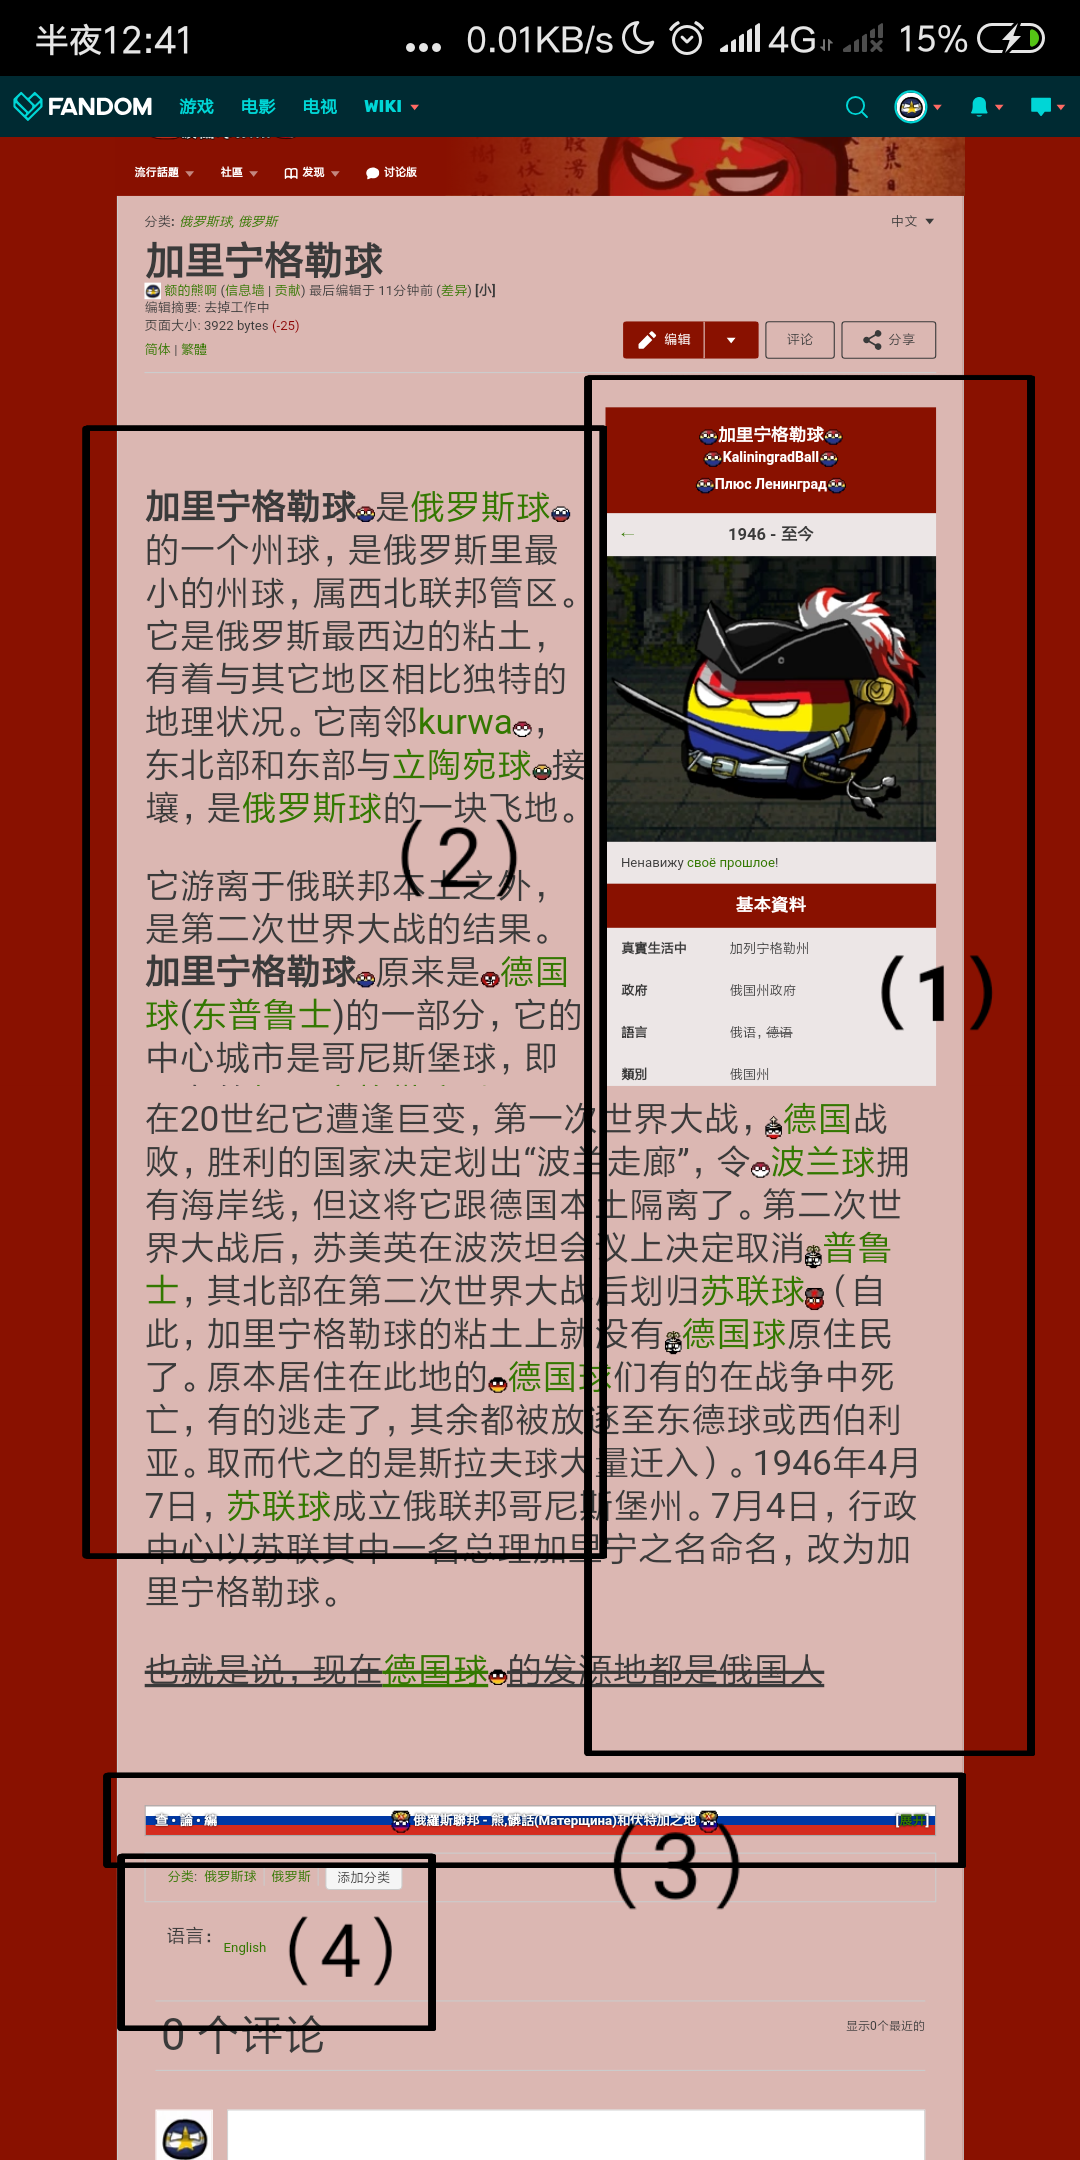 半夜12:41 ... 0.01KB/s 4G 15%
FANDOM 游戏 电影 电视 WIKI
流行話題 社區 发现 讨论版
分类: 俄罗斯球, 俄罗斯 中文
加里宁格勒球
额的熊啊 (信息墙 | 贡献) 最后编辑于 11分钟前 (差异) [小]
编辑摘要: 去掉工作中
页面大小: 3922 bytes (-25)
编辑 评论 分享
简体 | 繁體
加里宁格勒球
KaliningradBall
Плюс Ленинград
← 1946 - 至今
Ненавижу своё прошлое!
基本資料
真實生活中 加列宁格勒州
政府 俄国州政府
語言 俄语, 德语
類別 俄国州
(1)
加里宁格勒球是俄罗斯球
的一个州球, 是俄罗斯里最
小的州球, 属西北联邦管区。
它是俄罗斯最西边的粘土,
有着与其它地区相比独特的
地理状况。它南邻kurwa,
东北部和东部与立陶宛球接
壤, 是俄罗斯球的一块飞地。
(2)
它游离于俄联邦本土之外,
是第二次世界大战的结果。
加里宁格勒球原来是德国
球(东普鲁士)的一部分, 它的
中心城市是哥尼斯堡球, 即
在20世纪它遭逢巨变, 第一次世界大战, 德国战
败, 胜利的国家决定划出“波兰走廊”, 令波兰球拥
有海岸线, 但这将它跟德国本土隔离了。第二次世
界大战后, 苏美英在波茨坦会议上决定取消普鲁
士, 其北部在第二次世界大战后划归苏联球 (自
此, 加里宁格勒球的粘土上就没有德国球原住民
了。原本居住在此地的德国球们有的在战争中死
亡, 有的逃走了, 其余都被放逐至东德球或西伯利
亚。取而代之的是斯拉夫球大量迁入) 。1946年4月
7日, 苏联球成立俄联邦哥尼斯堡州。7月4日, 行政
中心以苏联其中一名总理加里宁之名命名, 改为加
里宁格勒球。
也就是说, 现在德国球的发源地都是俄国人
查 • 論 • 編 俄羅斯聯邦 - 熊,髒話(Матерщина)和伏特加之地 [展开]
(3)
分类: 俄罗斯球 俄罗斯 添加分类
语言: English
(4)
0 个评论 显示0个最近的